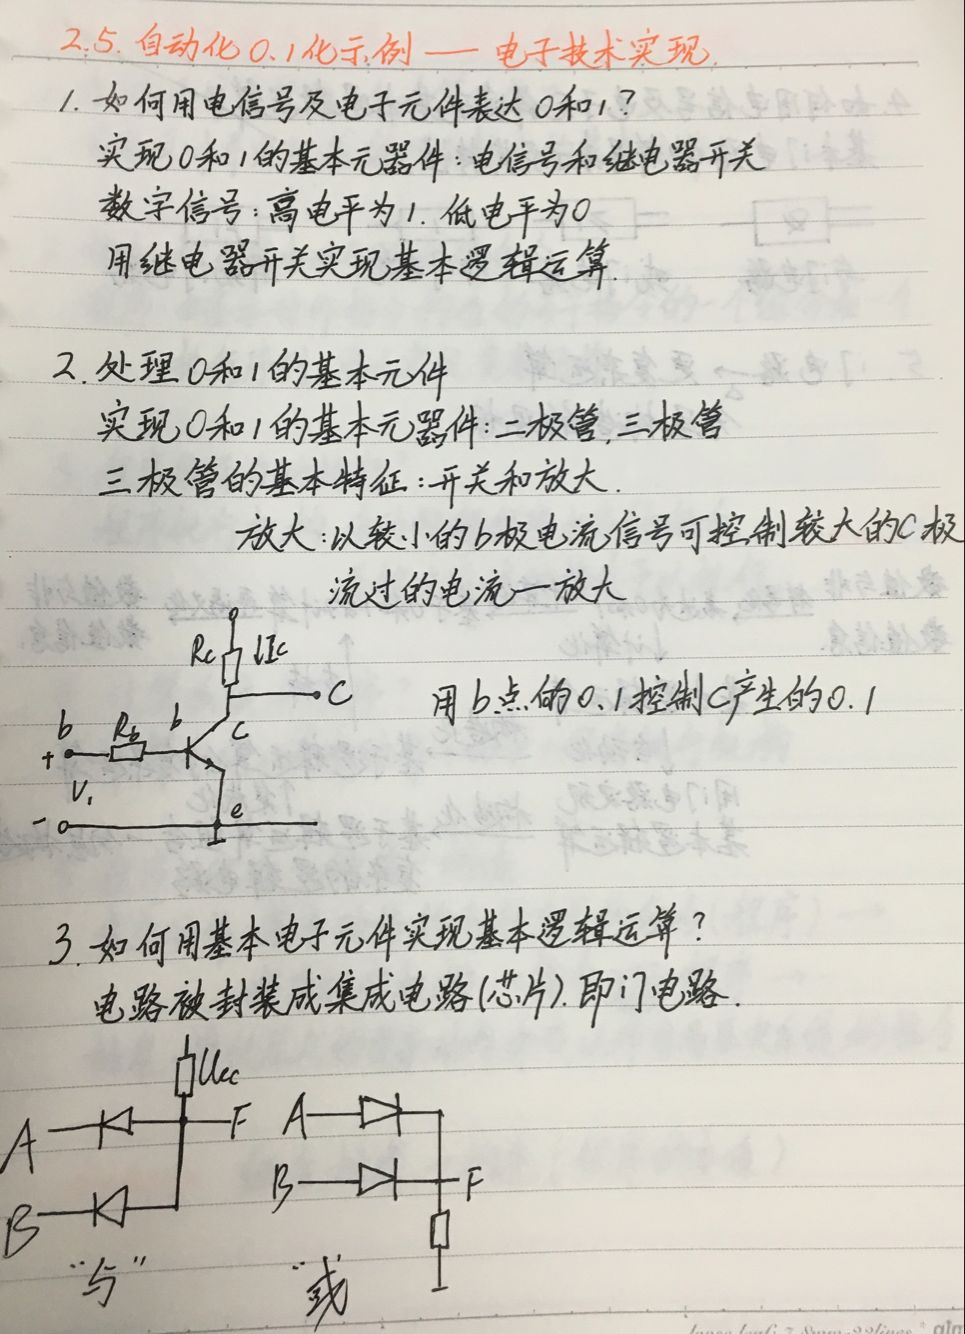 2.5. 自动化0.1化示例 — 电子技术实现.
1. 如何用电信号及电子元件表达0和1?
实现0和1的基本元器件:电信号和继电器开关
数字信号:高电平为1. 低电平为0
用继电器开关实现基本逻辑运算.
2. 处理0和1的基本元件
实现0和1的基本元器件:二极管,三极管
三极管的基本特征:开关和放大.
放大:以较小的b极电流信号可控制较大的C极
流过的电流—放大
Rc ↓Ic
C
用b点的0.1控制C产生的0.1
b Rb b c
+
V1
- e
3. 如何用基本电子元件实现基本逻辑运算?
电路被封装成集成电路(芯片).即门电路.
Ucc
A F A
B F
B
"与" "或"